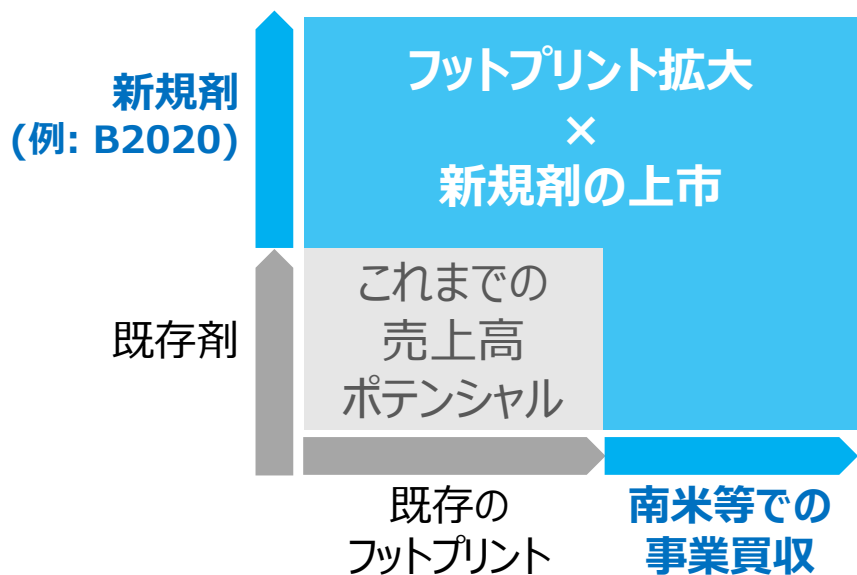 新規剤
(例: B2020)
フットプリント拡大
×
新規剤の上市
既存剤
これまでの
売上高
ポテンシャル
既存の
フットプリント
南米等での
事業買収